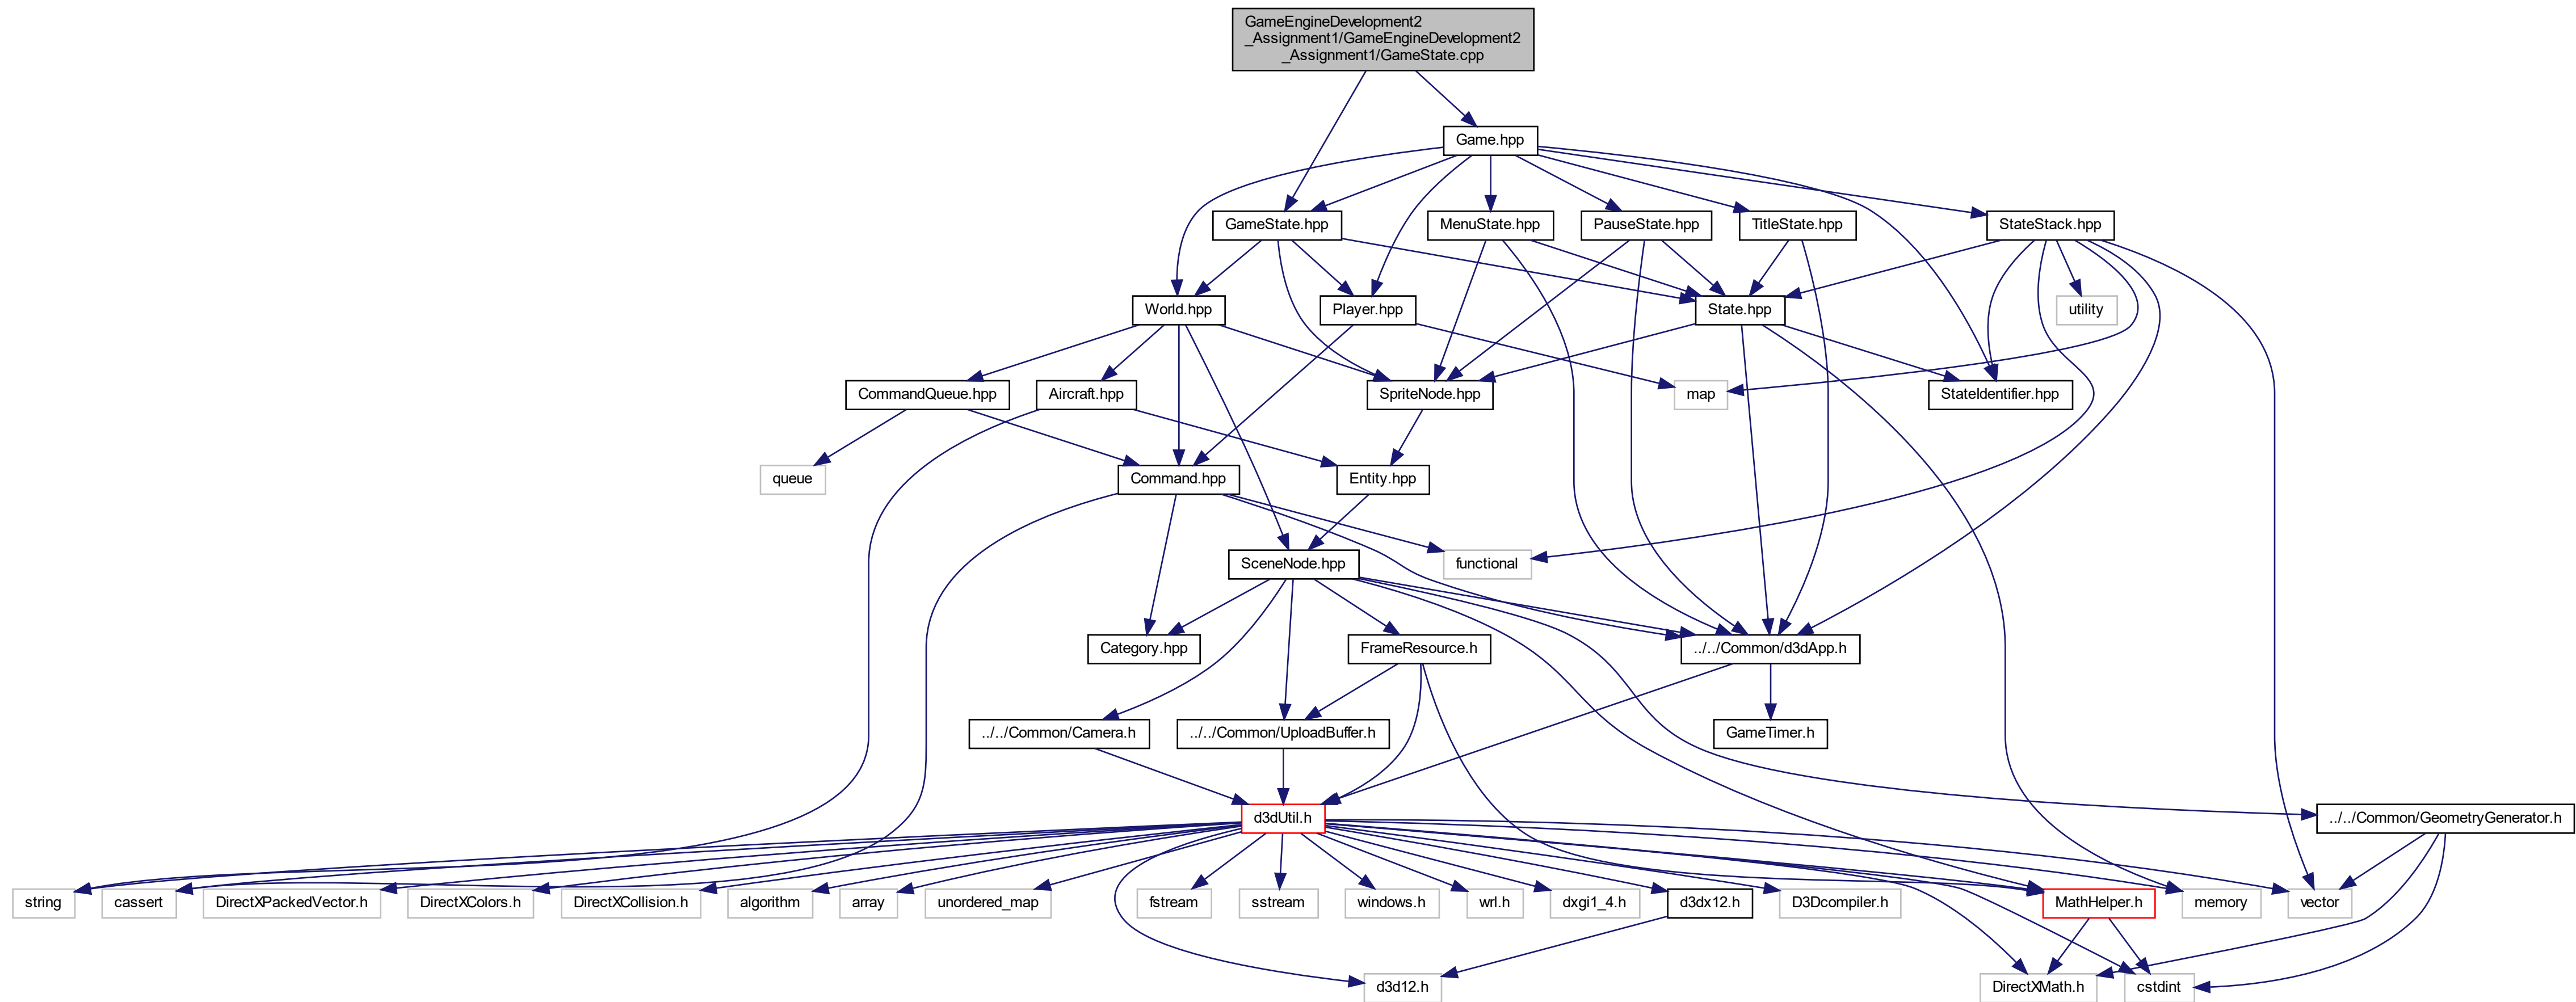 GameEngineDevelopment2
_Assignment1/GameEngineDevelopment2
_Assignment1/GameState.cpp
Game.hpp
GameState.hpp
MenuState.hpp
PauseState.hpp
TitleState.hpp
StateStack.hpp
World.hpp
Player.hpp
State.hpp
utility
CommandQueue.hpp
Aircraft.hpp
SpriteNode.hpp
map
StateIdentifier.hpp
queue
Command.hpp
Entity.hpp
SceneNode.hpp
functional
Category.hpp
FrameResource.h
../../Common/d3dApp.h
../../Common/Camera.h
../../Common/UploadBuffer.h
GameTimer.h
d3dUtil.h
../../Common/GeometryGenerator.h
string
cassert
DirectXPackedVector.h
DirectXColors.h
DirectXCollision.h
algorithm
array
unordered_map
fstream
sstream
windows.h
wrl.h
dxgi1_4.h
d3dx12.h
D3Dcompiler.h
MathHelper.h
memory
vector
d3d12.h
DirectXMath.h
cstdint